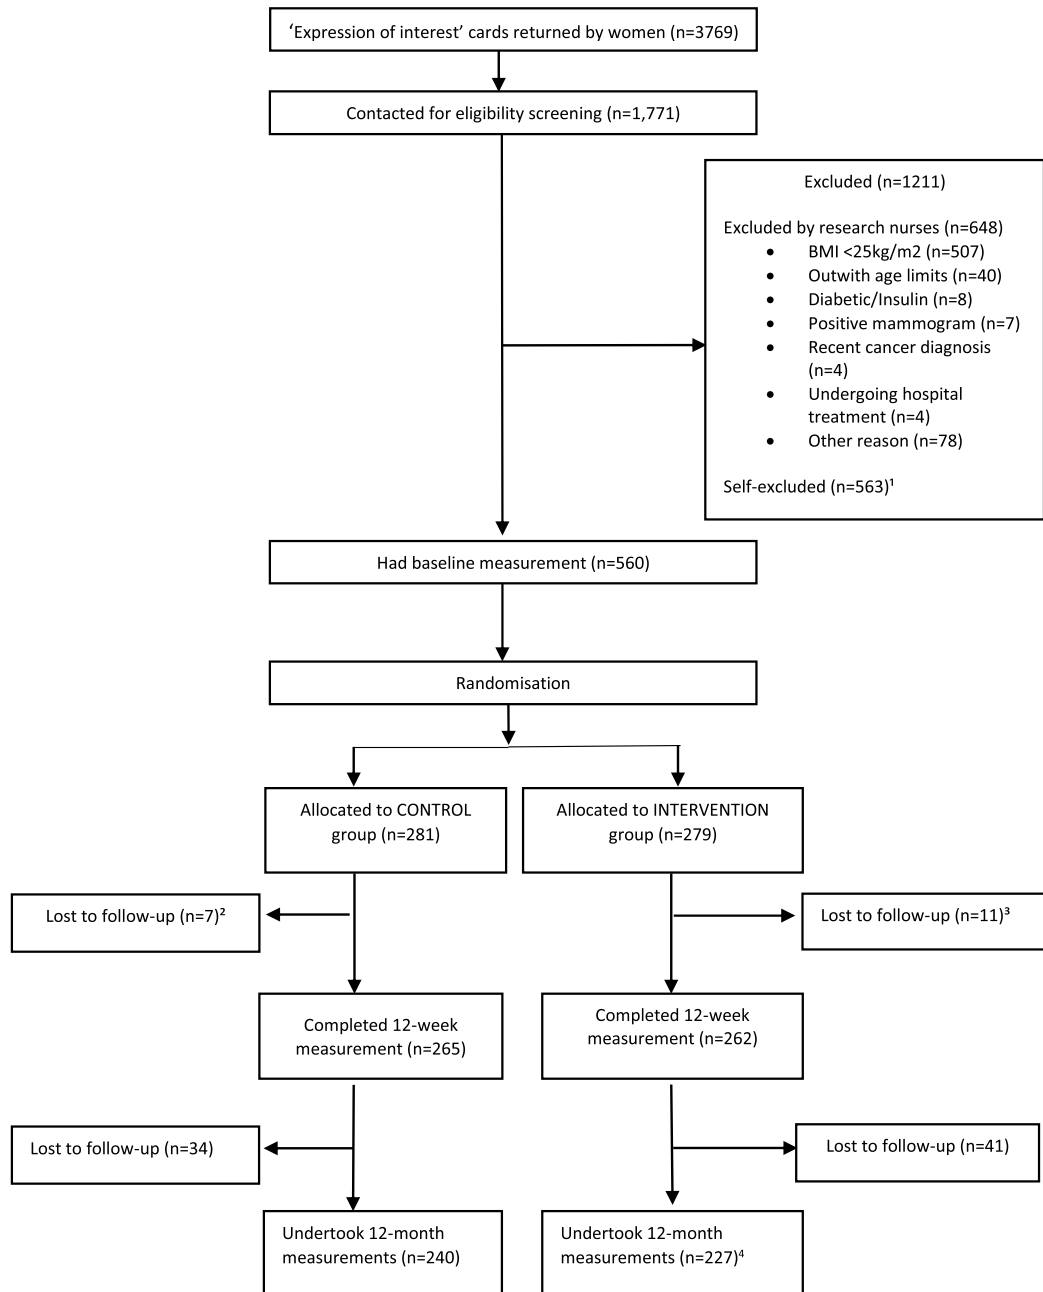 ‘Expression of interest’ cards returned by women (n=3769)
Contacted for eligibility screening (n=1,771)
Excluded (n=1211)
Excluded by research nurses (n=648)
• BMI <25kg/m2 (n=507)
• Outwith age limits (n=40)
• Diabetic/Insulin (n=8)
• Positive mammogram (n=7)
• Recent cancer diagnosis
(n=4)
• Undergoing hospital
treatment (n=4)
• Other reason (n=78)
Self-excluded (n=563)¹
Had baseline measurement (n=560)
Randomisation
Allocated to CONTROL
group (n=281)
Allocated to INTERVENTION
group (n=279)
Lost to follow-up (n=7)²
Lost to follow-up (n=11)³
Completed 12-week
measurement (n=265)
Completed 12-week
measurement (n=262)
Lost to follow-up (n=34)
Lost to follow-up (n=41)
Undertook 12-month
measurements (n=240)
Undertook 12-month
measurements (n=227)⁴